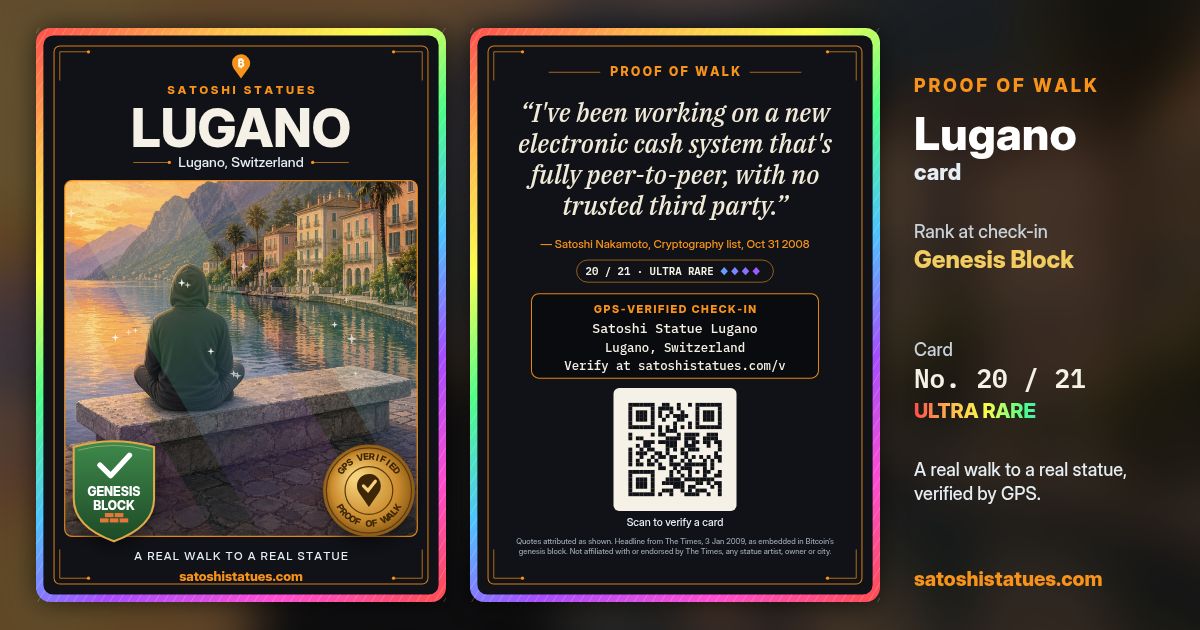 SATOSHI STATUES
LUGANO
Lugano, Switzerland
GENESIS
BLOCK
GPS VERIFIED
PROOF OF WALK
A REAL WALK TO A REAL STATUE
satoshistatues.com
PROOF OF WALK
“I've been working on a new
electronic cash system that's
fully peer-to-peer, with no
trusted third party.”
— Satoshi Nakamoto, Cryptography list, Oct 31 2008
20 / 21 · ULTRA RARE
GPS-VERIFIED CHECK-IN
Satoshi Statue Lugano
Lugano, Switzerland
Verify at satoshistatues.com/v
Scan to verify a card
Quotes attributed as shown. Headline from The Times, 3 Jan 2009, as embedded in Bitcoin's
genesis block. Not affiliated with or endorsed by The Times, any statue artist, owner or city.
PROOF OF WALK
Lugano
card
Rank at check-in
Genesis Block
Card
No. 20 / 21
ULTRA RARE
A real walk to a real statue,
verified by GPS.
satoshistatues.com